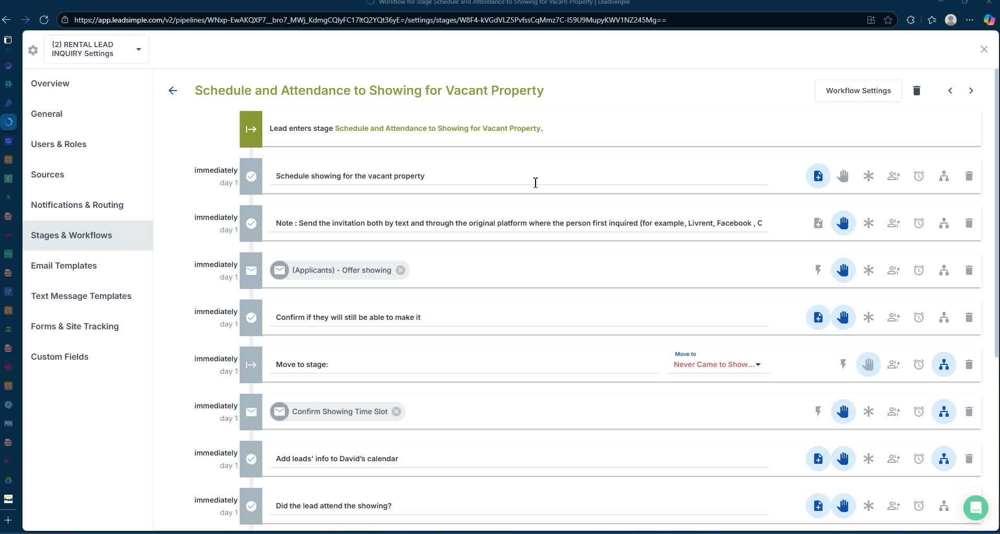 Workflow for Stage Schedule and Attendance to Showing for Vacant Property | LeadSimple
https://app.leadsimple.com/v2/pipelines/WNxp-EwAKQXP7__bro7_MWj_KdmgCQlyFC17ltQ2YQt36yE=/settings/stages/W8F4-kVGdVLZ5PvfssCqMmz7C-I59U9MupyKWV1NZ245Mg==
(2) RENTAL LEAD
INQUIRY Settings
Overview
General
Users & Roles
Sources
Notifications & Routing
Stages & Workflows
Email Templates
Text Message Templates
Forms & Site Tracking
Custom Fields
Schedule and Attendance to Showing for Vacant Property
Workflow Settings
Lead enters stage Schedule and Attendance to Showing for Vacant Property.
immediately
day 1
Schedule showing for the vacant property
immediately
day 1
Note : Send the invitation both by text and through the original platform where the person first inquired (for example, Livrent, Facebook , C
immediately
day 1
(Applicants) - Offer showing
immediately
day 1
Confirm if they will still be able to make it
immediately
day 1
Move to stage:
Move to
Never Came to Show...
immediately
day 1
Confirm Showing Time Slot
immediately
day 1
Add leads’ info to David’s calendar
immediately
day 1
Did the lead attend the showing?
PRN